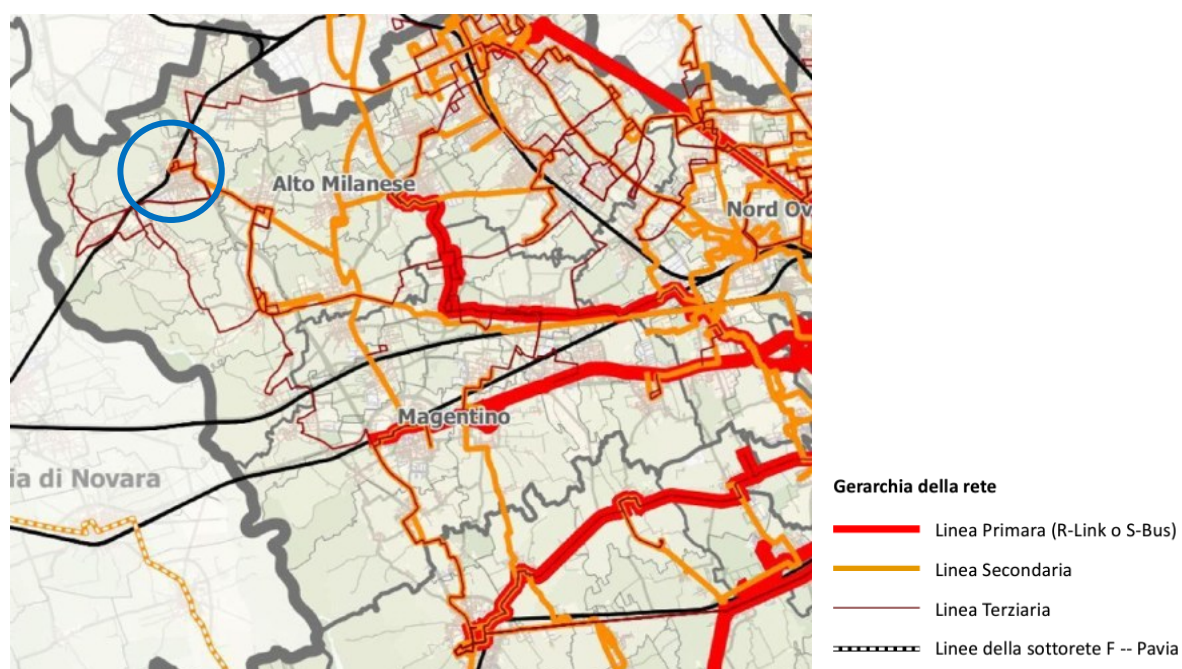 Alto Milanese
Nord Ov
Magentino
ia di Novara
Gerarchia della rete
Linea Primara (R-Link o S-Bus)
Linea Secondaria
Linea Terziaria
Linee della sottorete F -- Pavia